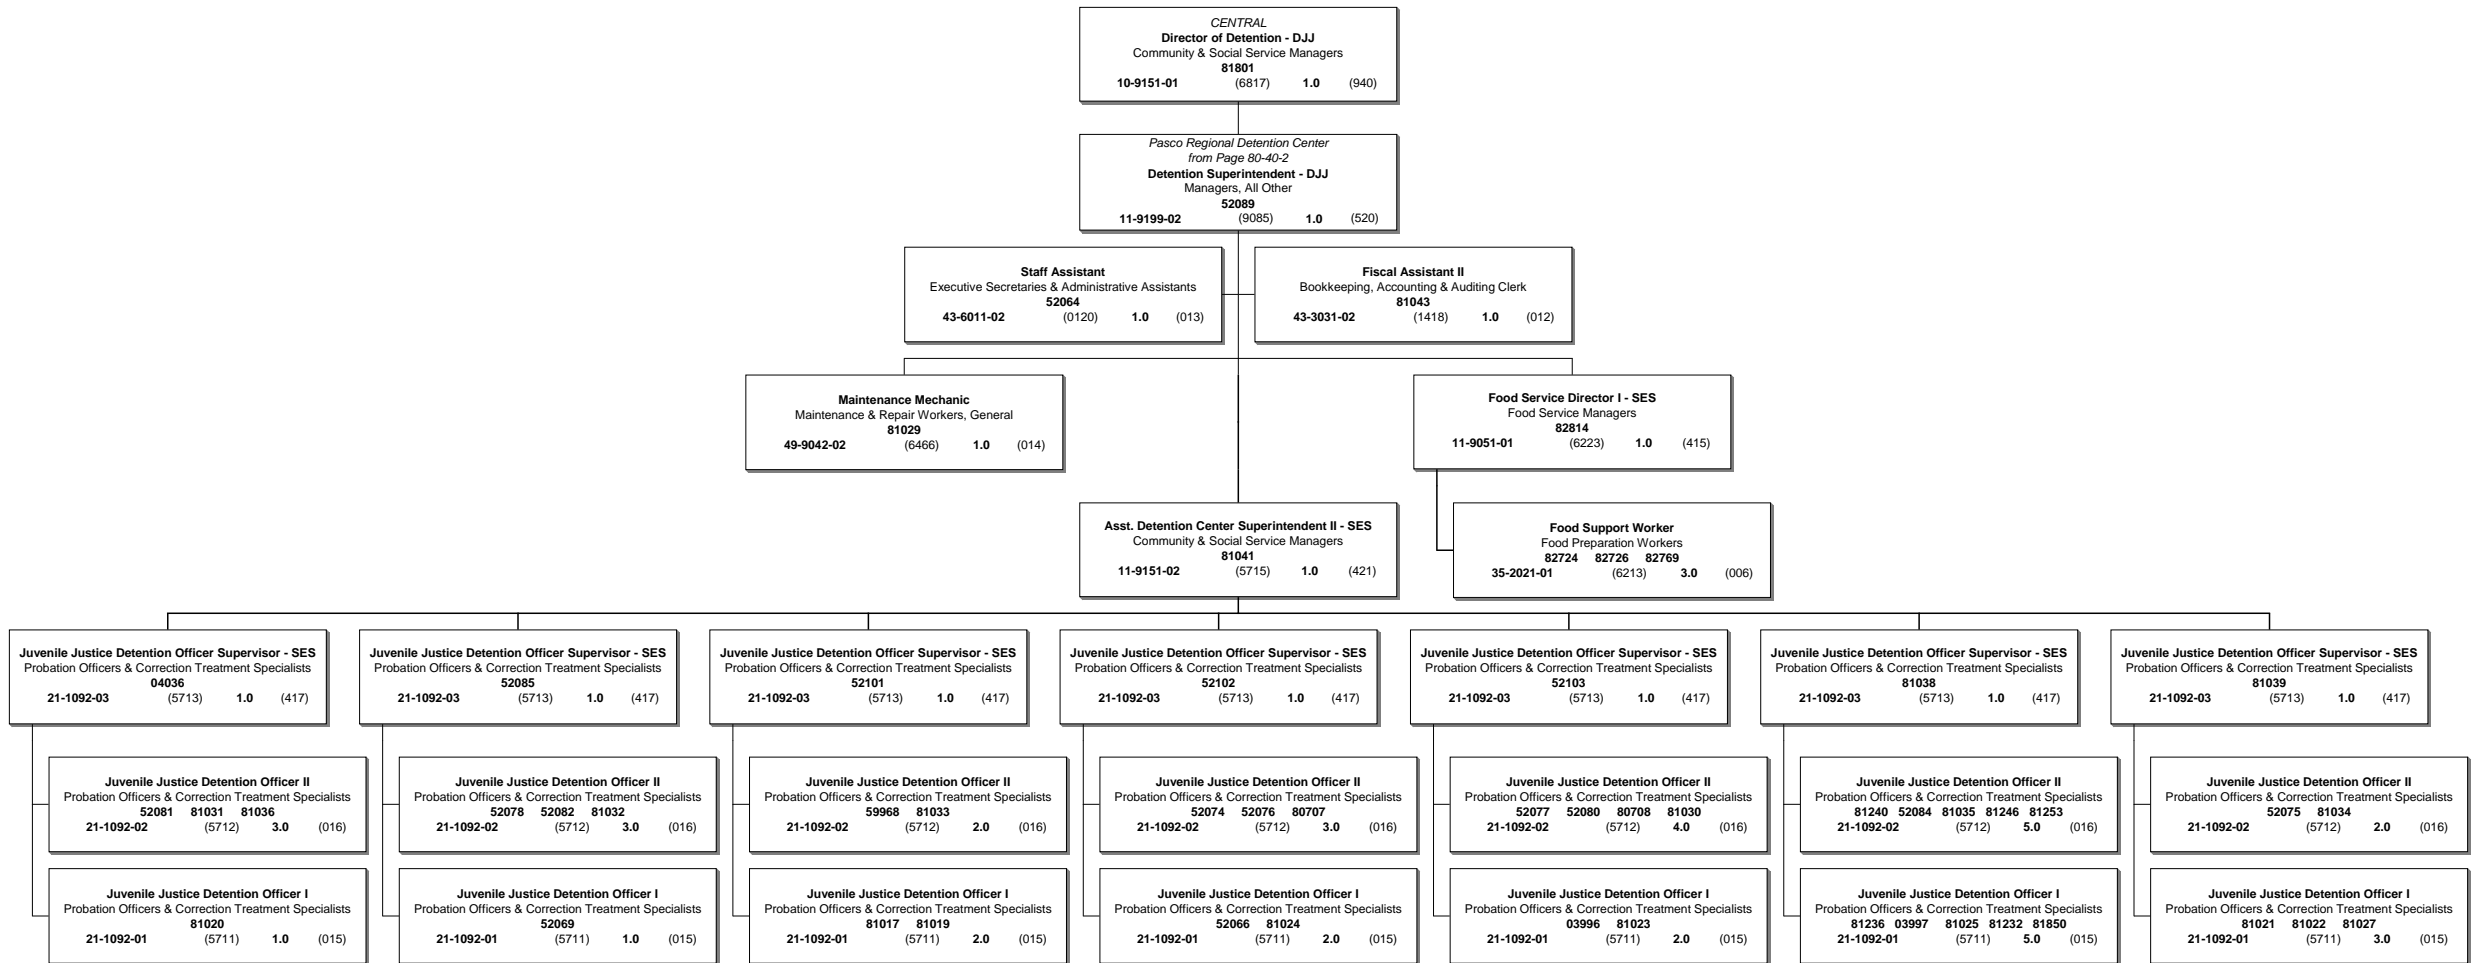 CENTRAL
Director of Detention - DJJ
Community & Social Service Managers
81801
10-9151-01 (6817) 1.0 (940)
Pasco Regional Detention Center
from Page 80-40-2
Detention Superintendent - DJJ
Managers, All Other
52089
11-9199-02 (9085) 1.0 (520)
Staff Assistant
Executive Secretaries & Administrative Assistants
52064
43-6011-02 (0120) 1.0 (013)
Fiscal Assistant II
Bookkeeping, Accounting & Auditing Clerk
81043
43-3031-02 (1418) 1.0 (012)
Maintenance Mechanic
Maintenance & Repair Workers, General
81029
49-9042-02 (6466) 1.0 (014)
Food Service Director I - SES
Food Service Managers
82814
11-9051-01 (6223) 1.0 (415)
Asst. Detention Center Superintendent II - SES
Community & Social Service Managers
81041
11-9151-02 (5715) 1.0 (421)
Food Support Worker
Food Preparation Workers
82724 82726 82769
35-2021-01 (6213) 3.0 (006)
Juvenile Justice Detention Officer Supervisor - SES
Probation Officers & Correction Treatment Specialists
04036
21-1092-03 (5713) 1.0 (417)
Juvenile Justice Detention Officer Supervisor - SES
Probation Officers & Correction Treatment Specialists
52085
21-1092-03 (5713) 1.0 (417)
Juvenile Justice Detention Officer Supervisor - SES
Probation Officers & Correction Treatment Specialists
52101
21-1092-03 (5713) 1.0 (417)
Juvenile Justice Detention Officer Supervisor - SES
Probation Officers & Correction Treatment Specialists
52102
21-1092-03 (5713) 1.0 (417)
Juvenile Justice Detention Officer Supervisor - SES
Probation Officers & Correction Treatment Specialists
52103
21-1092-03 (5713) 1.0 (417)
Juvenile Justice Detention Officer Supervisor - SES
Probation Officers & Correction Treatment Specialists
81038
21-1092-03 (5713) 1.0 (417)
Juvenile Justice Detention Officer Supervisor - SES
Probation Officers & Correction Treatment Specialists
81039
21-1092-03 (5713) 1.0 (417)
Juvenile Justice Detention Officer II
Probation Officers & Correction Treatment Specialists
52081 81031 81036
21-1092-02 (5712) 3.0 (016)
Juvenile Justice Detention Officer II
Probation Officers & Correction Treatment Specialists
52078 52082 81032
21-1092-02 (5712) 3.0 (016)
Juvenile Justice Detention Officer II
Probation Officers & Correction Treatment Specialists
59968 81033
21-1092-02 (5712) 2.0 (016)
Juvenile Justice Detention Officer II
Probation Officers & Correction Treatment Specialists
52074 52076 80707
21-1092-02 (5712) 3.0 (016)
Juvenile Justice Detention Officer II
Probation Officers & Correction Treatment Specialists
52077 52080 80708 81030
21-1092-02 (5712) 4.0 (016)
Juvenile Justice Detention Officer II
Probation Officers & Correction Treatment Specialists
81240 52084 81035 81246 81253
21-1092-02 (5712) 5.0 (016)
Juvenile Justice Detention Officer II
Probation Officers & Correction Treatment Specialists
52075 81034
21-1092-02 (5712) 2.0 (016)
Juvenile Justice Detention Officer I
Probation Officers & Correction Treatment Specialists
81020
21-1092-01 (5711) 1.0 (015)
Juvenile Justice Detention Officer I
Probation Officers & Correction Treatment Specialists
52069
21-1092-01 (5711) 1.0 (015)
Juvenile Justice Detention Officer I
Probation Officers & Correction Treatment Specialists
81017 81019
21-1092-01 (5711) 2.0 (015)
Juvenile Justice Detention Officer I
Probation Officers & Correction Treatment Specialists
52066 81024
21-1092-01 (5711) 2.0 (015)
Juvenile Justice Detention Officer I
Probation Officers & Correction Treatment Specialists
03996 81023
21-1092-01 (5711) 2.0 (015)
Juvenile Justice Detention Officer I
Probation Officers & Correction Treatment Specialists
81236 03997 81025 81232 81850
21-1092-01 (5711) 5.0 (015)
Juvenile Justice Detention Officer I
Probation Officers & Correction Treatment Specialists
81021 81022 81027
21-1092-01 (5711) 3.0 (015)